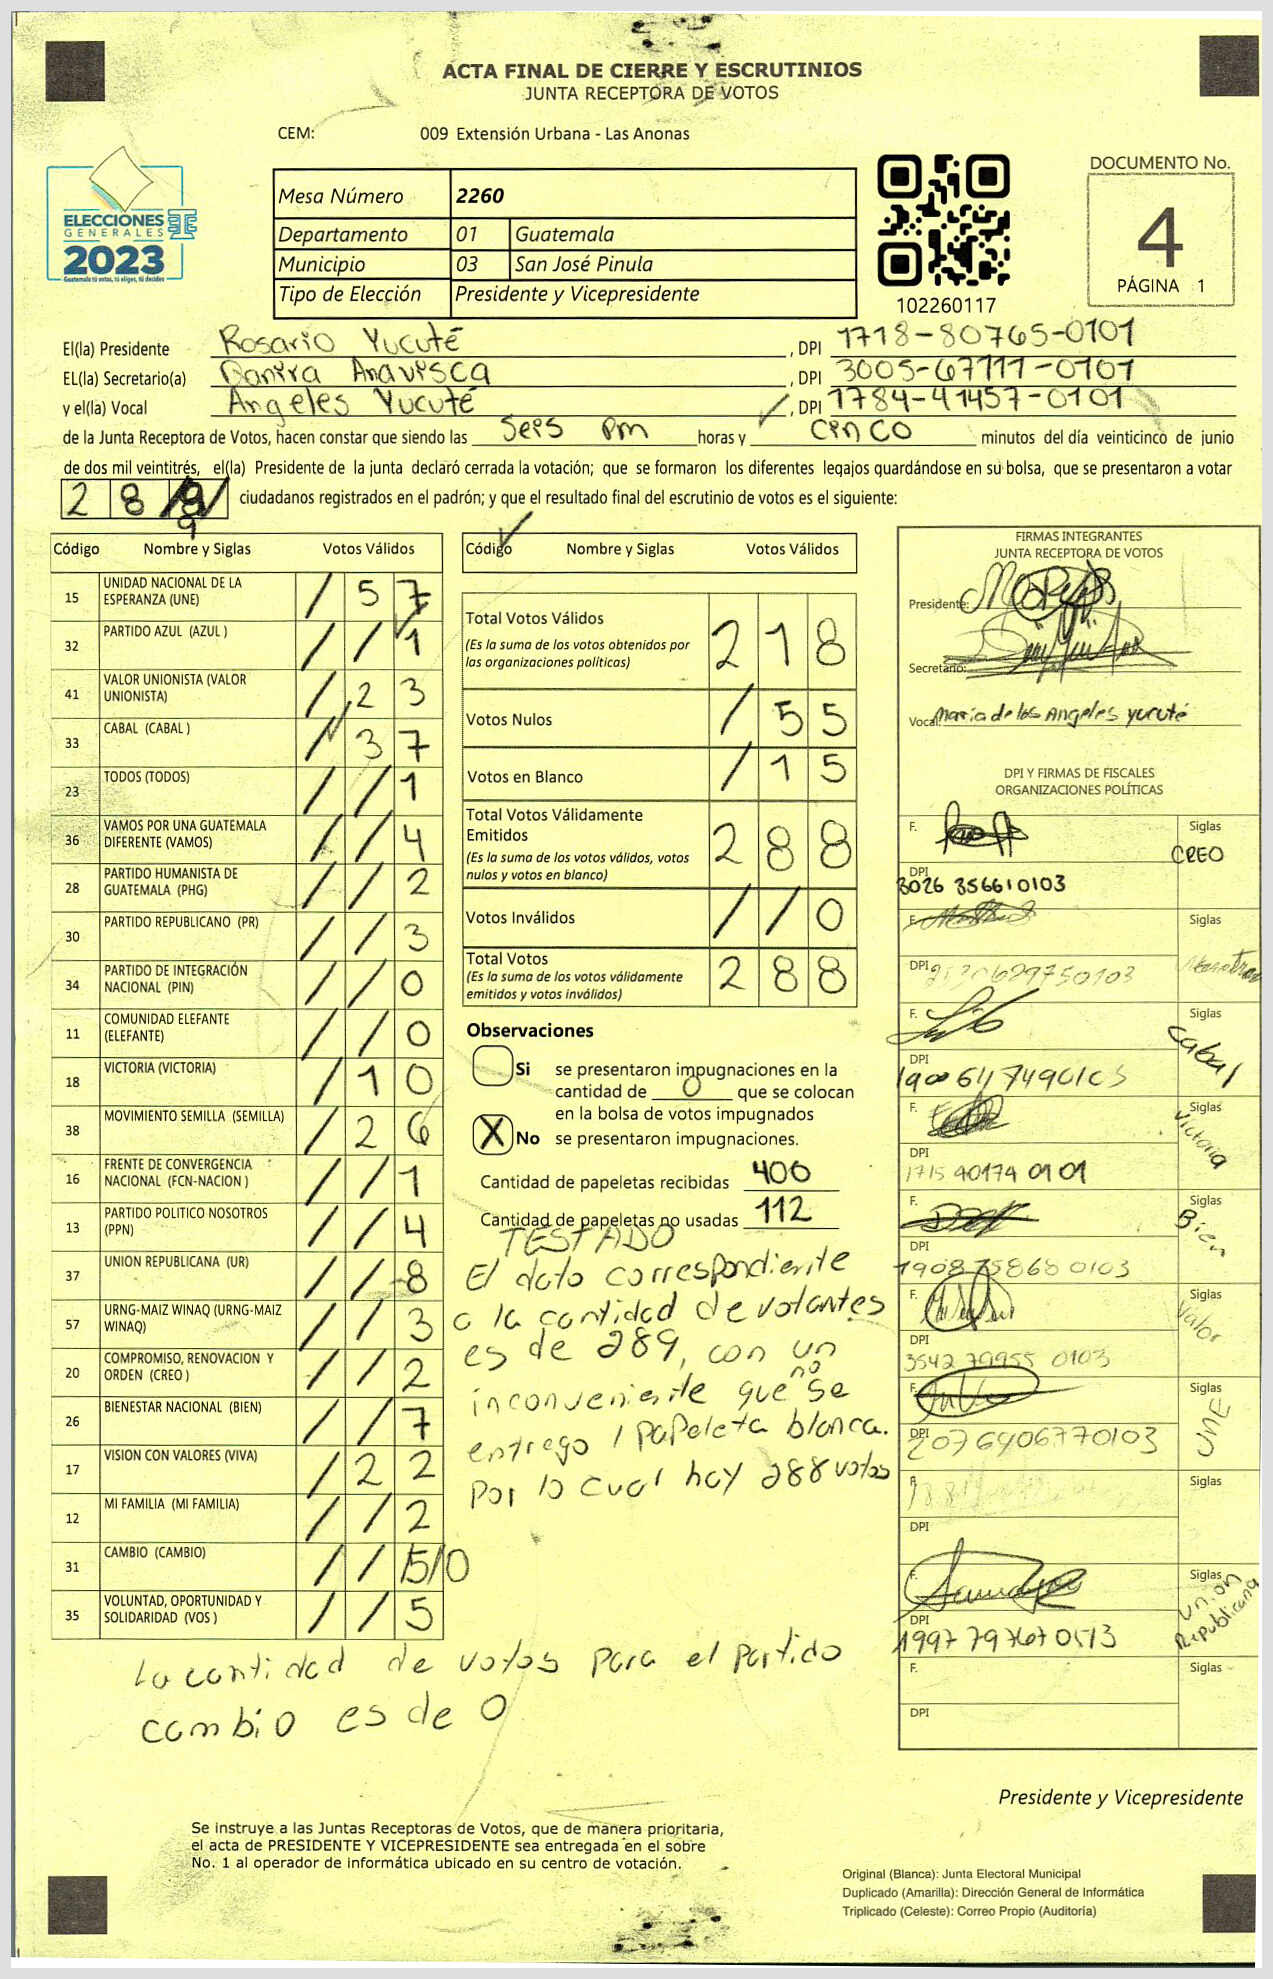 ACTA FINAL DE CIERRE Y ESCRUTINIOS
JUNTA RECEPTORA DE VOTOS
CEM: 009 Extensión Urbana - Las Anonas
ELECCIONES
GENERALES
2023
Guatemala tú votas, tú eliges, tú decides
Mesa Número 2260
Departamento 01 Guatemala
Municipio 03 San José Pinula
Tipo de Elección Presidente y Vicepresidente
102260117
DOCUMENTO No.
4
PÁGINA 1
El(la) Presidente Rosario Yucuté , DPI 1718-80765-0101
EL(la) Secretario(a) , DPI 3005-67111-0101
y el(la) Vocal Angeles Yucuté , DPI 1784-41457-0101
de la Junta Receptora de Votos, hacen constar que siendo las Seis pm horas y cinco minutos del día veinticinco de junio
de dos mil veintitrés, el(la) Presidente de la junta declaró cerrada la votación; que se formaron los diferentes legajos guardándose en su bolsa, que se presentaron a votar
2 8 9 ciudadanos registrados en el padrón; y que el resultado final del escrutinio de votos es el siguiente:
Código Nombre y Siglas Votos Válidos
15 UNIDAD NACIONAL DE LA ESPERANZA (UNE) / 5 7
32 PARTIDO AZUL (AZUL ) / / 1
41 VALOR UNIONISTA (VALOR UNIONISTA) / 2 3
33 CABAL (CABAL ) / 3 7
23 TODOS (TODOS) / / 1
36 VAMOS POR UNA GUATEMALA DIFERENTE (VAMOS) / / 4
28 PARTIDO HUMANISTA DE GUATEMALA (PHG) / / 2
30 PARTIDO REPUBLICANO (PR) / / 3
34 PARTIDO DE INTEGRACIÓN NACIONAL (PIN) / / 0
11 COMUNIDAD ELEFANTE (ELEFANTE) / / 0
18 VICTORIA (VICTORIA) / 1 0
38 MOVIMIENTO SEMILLA (SEMILLA) / 2 6
16 FRENTE DE CONVERGENCIA NACIONAL (FCN-NACION ) / / 1
13 PARTIDO POLITICO NOSOTROS (PPN) / / 4
37 UNION REPUBLICANA (UR) / / 8
57 URNG-MAIZ WINAQ (URNG-MAIZ WINAQ) / / 3
20 COMPROMISO, RENOVACION Y ORDEN (CREO ) / / 2
26 BIENESTAR NACIONAL (BIEN) / / 7
17 VISION CON VALORES (VIVA) / 2 2
12 MI FAMILIA (MI FAMILIA) / / 2
31 CAMBIO (CAMBIO) / / 5/0
35 VOLUNTAD, OPORTUNIDAD Y SOLIDARIDAD (VOS ) / / 5
La cantidad de votos para el partido
cambio es de 0
Código Nombre y Siglas Votos Válidos
Total Votos Válidos 2 1 8
(Es la suma de los votos obtenidos por
las organizaciones políticas)
Votos Nulos / 5 5
Votos en Blanco / 1 5
Total Votos Válidamente
Emitidos 2 8 8
(Es la suma de los votos válidos, votos
nulos y votos en blanco)
Votos Inválidos / / 0
Total Votos 2 8 8
(Es la suma de los votos válidamente
emitidos y votos inválidos)
Observaciones
Si se presentaron impugnaciones en la
cantidad de 0 que se colocan
en la bolsa de votos impugnados
X No se presentaron impugnaciones.
Cantidad de papeletas recibidas 400
Cantidad de papeletas no usadas 112
TESTADO
El dato correspondiente
a la cantidad de votantes
es de 289, con un
inconveniente que no se
entrego 1 papeleta blanca.
Por lo cual hay 288 votos
FIRMAS INTEGRANTES
JUNTA RECEPTORA DE VOTOS
Presidente:
Secretario:
Vocal: Maria de los Angeles Yucuté
DPI Y FIRMAS DE FISCALES
ORGANIZACIONES POLÍTICAS
F. Siglas CREO
DPI 3026 35661 0103
F. Siglas
DPI
F. Siglas Cabal
DPI
F. Siglas Victoria
DPI 1715 40174 0101
F. Siglas Bien
DPI 1908 75868 0103
F. Siglas Valor
DPI 3542 79955 0103
F. Siglas UNE
DPI 2076 90677 0103
F. Siglas
DPI
F. Siglas Union Republicana
DPI
F. Siglas
DPI
Presidente y Vicepresidente
Se instruye a las Juntas Receptoras de Votos, que de manera prioritaria,
el acta de PRESIDENTE Y VICEPRESIDENTE sea entregada en el sobre
No. 1 al operador de informática ubicado en su centro de votación.
Original (Blanca): Junta Electoral Municipal
Duplicado (Amarilla): Dirección General de Informática
Triplicado (Celeste): Correo Propio (Auditoría)